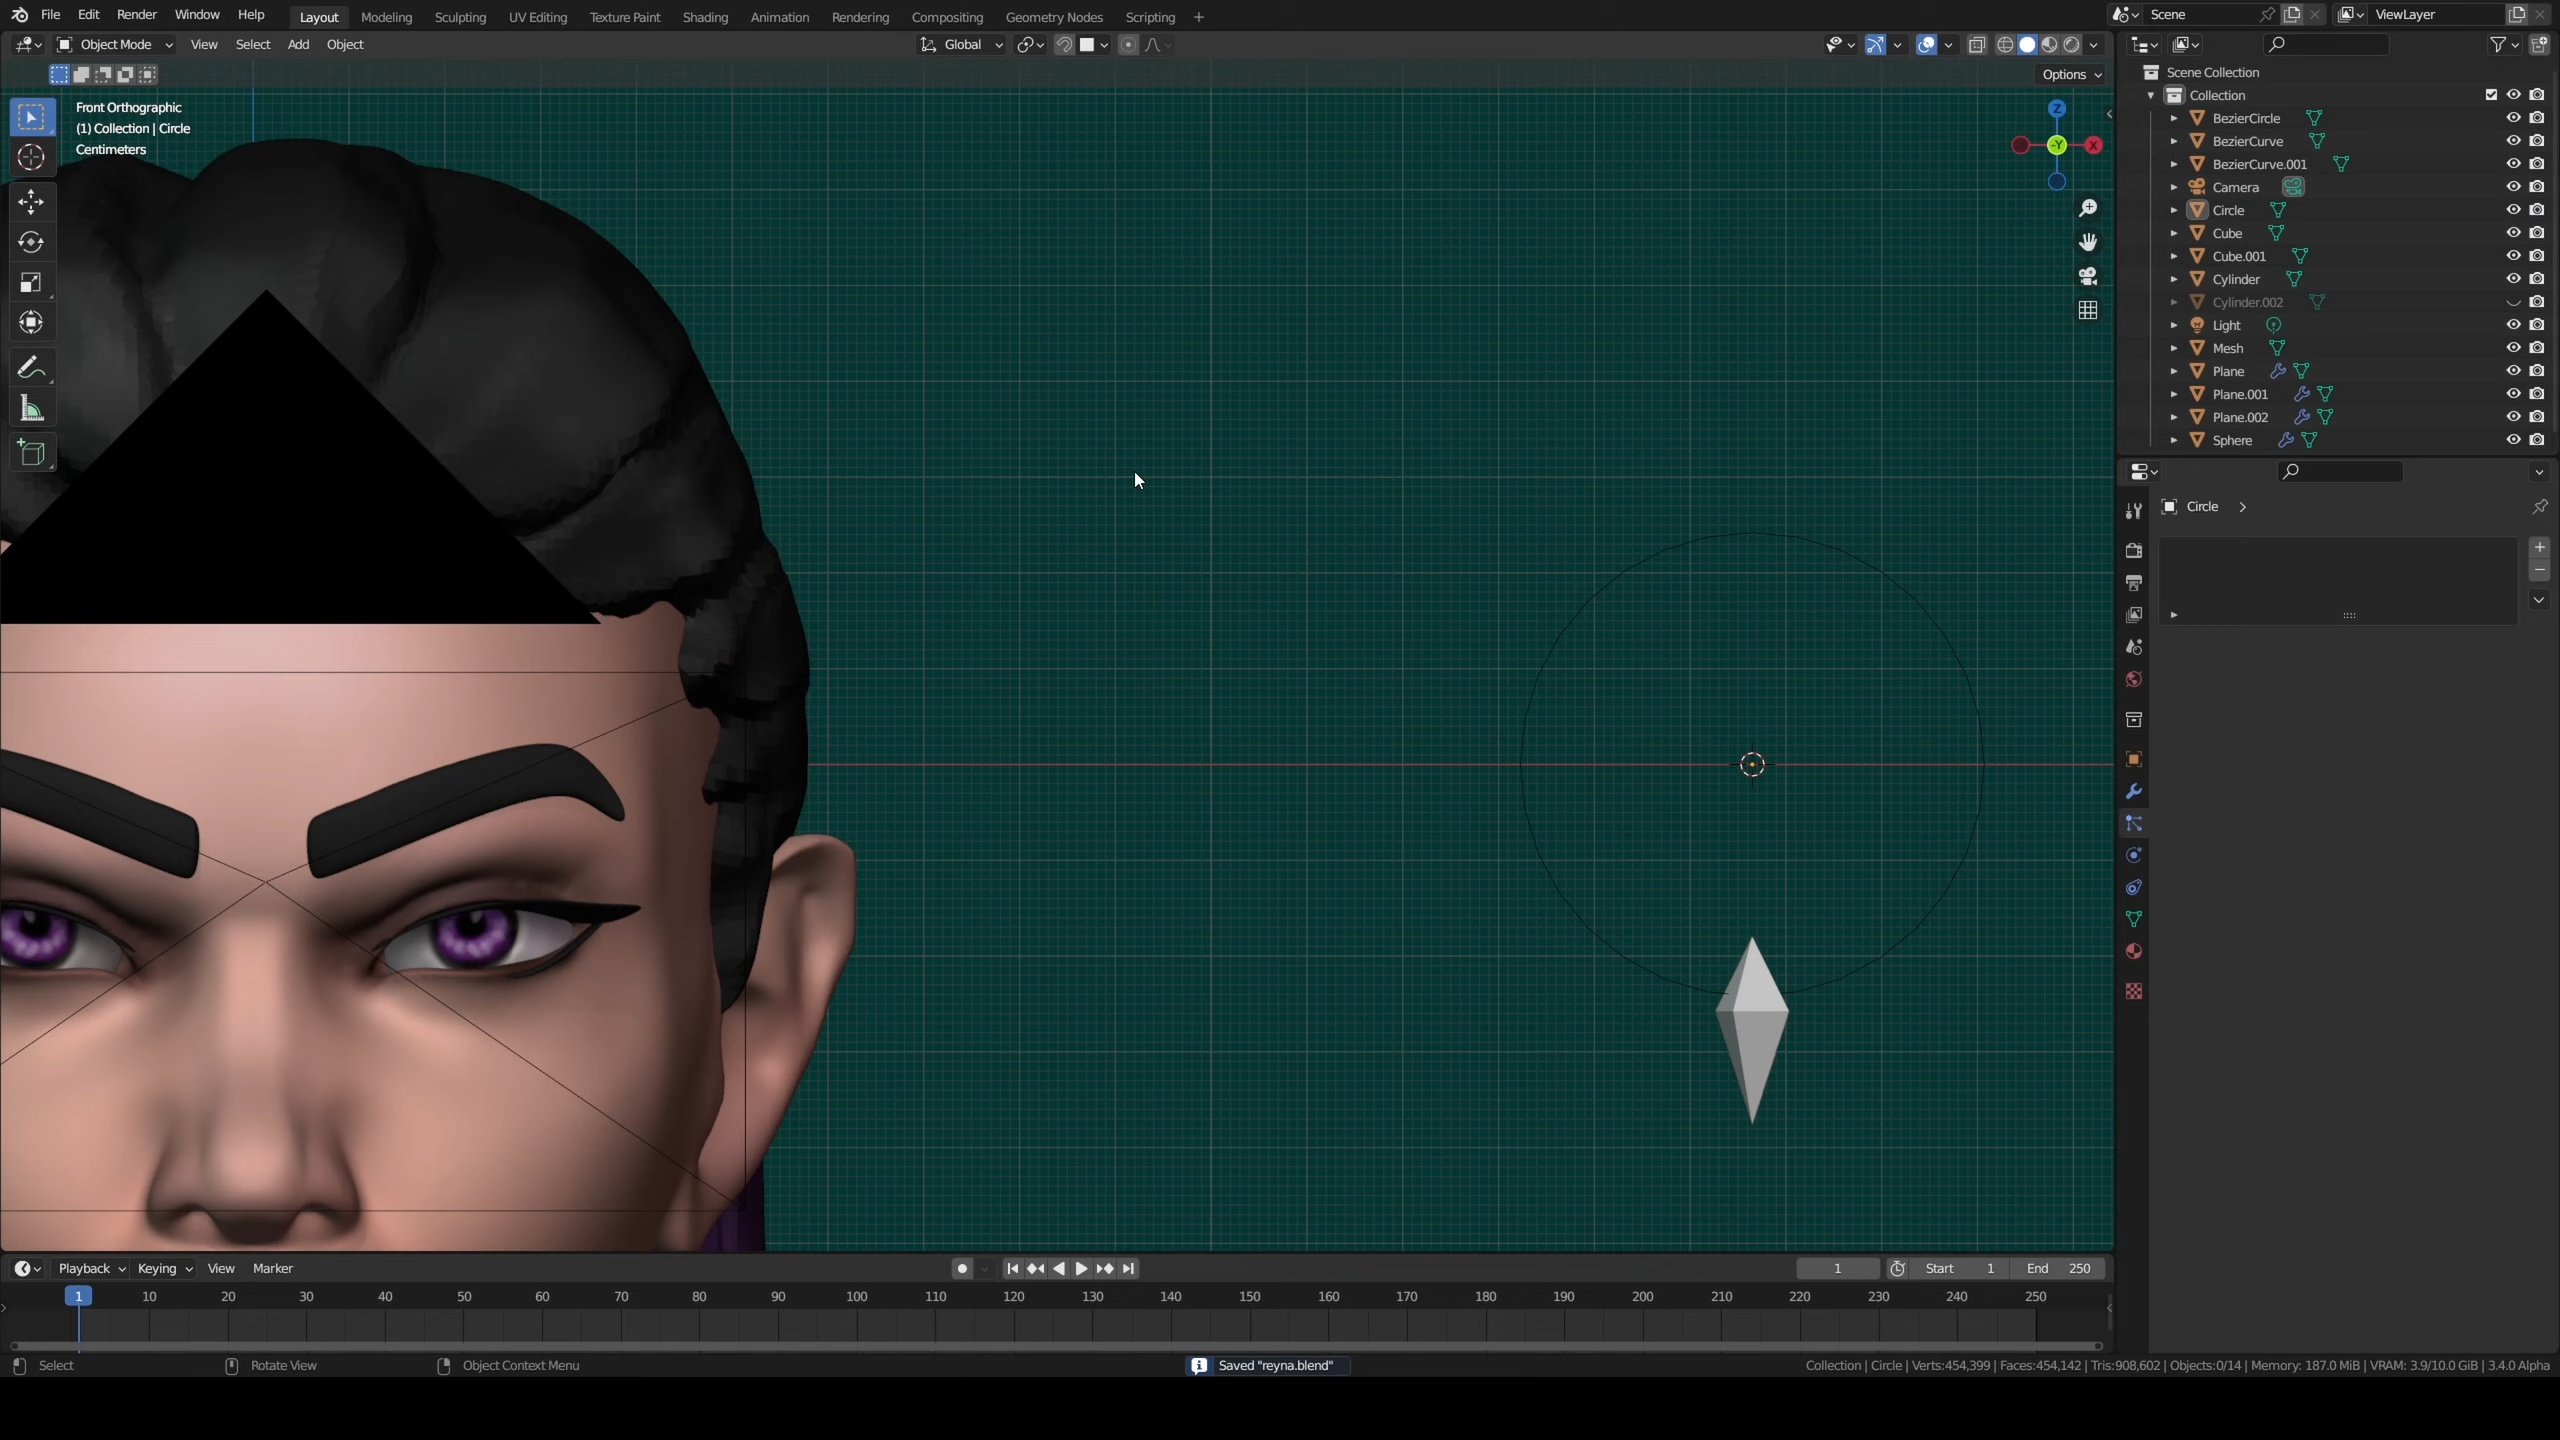 File Edit Render Window Help Layout Modeling Sculpting UV Editing Texture Paint Shading Animation Rendering Compositing Geometry Nodes Scripting + Scene ViewLayer
Object Mode View Select Add Object Global
Options
Front Orthographic
(1) Collection | Circle
Centimeters
Z
-Y
X
Scene Collection
Collection
BezierCircle
BezierCurve
BezierCurve.001
Camera
Circle
Cube
Cube.001
Cylinder
Cylinder.002
Light
Mesh
Plane
Plane.001
Plane.002
Sphere
Circle
Playback Keying View Marker 1 Start 1 End 250
1 10 20 30 40 50 60 70 80 90 100 110 120 130 140 150 160 170 180 190 200 210 220 230 240 250
Select Rotate View Object Context Menu Saved "reyna.blend" Collection | Circle | Verts:454,399 | Faces:454,142 | Tris:908,602 | Objects:0/14 | Memory: 187.0 MiB | VRAM: 3.9/10.0 GiB | 3.4.0 Alpha